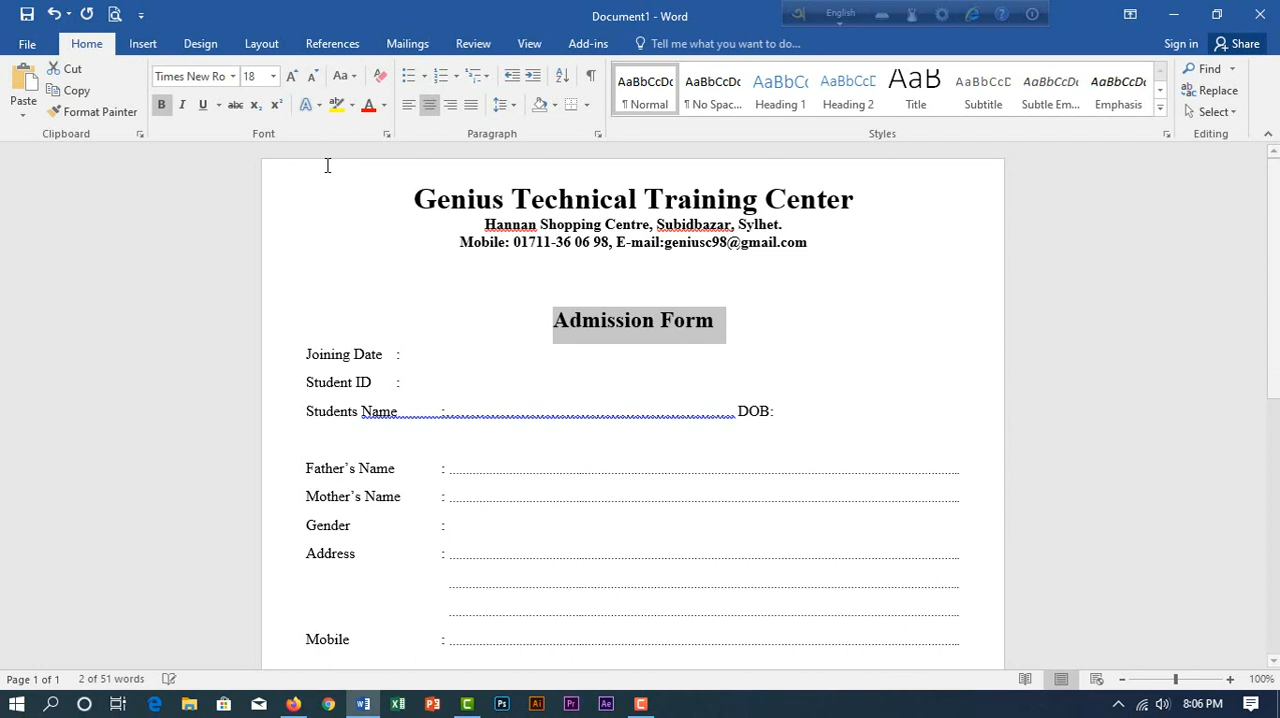 Document1 - Word
English
File Home Insert Design Layout References Mailings Review View Add-ins Tell me what you want to do... Sign in Share
Paste
Cut
Copy
Format Painter
Clipboard
Times New Ro 18
Font
Paragraph
AaBbCcDc AaBbCcDc AaBbCc AaBbCcC AaB AaBbCcC AaBbCcDc AaBbCcDc
¶ Normal ¶ No Spac... Heading 1 Heading 2 Title Subtitle Subtle Em... Emphasis
Styles
Find
Replace
Select
Editing
Genius Technical Training Center
Hannan Shopping Centre, Subidbazar, Sylhet.
Mobile: 01711-36 06 98, E-mail:geniusc98@gmail.com
Admission Form
Joining Date :
Student ID :
Students Name : DOB:
Father's Name :
Mother's Name :
Gender :
Address :
Mobile :
Page 1 of 1 2 of 51 words 100%
8:06 PM